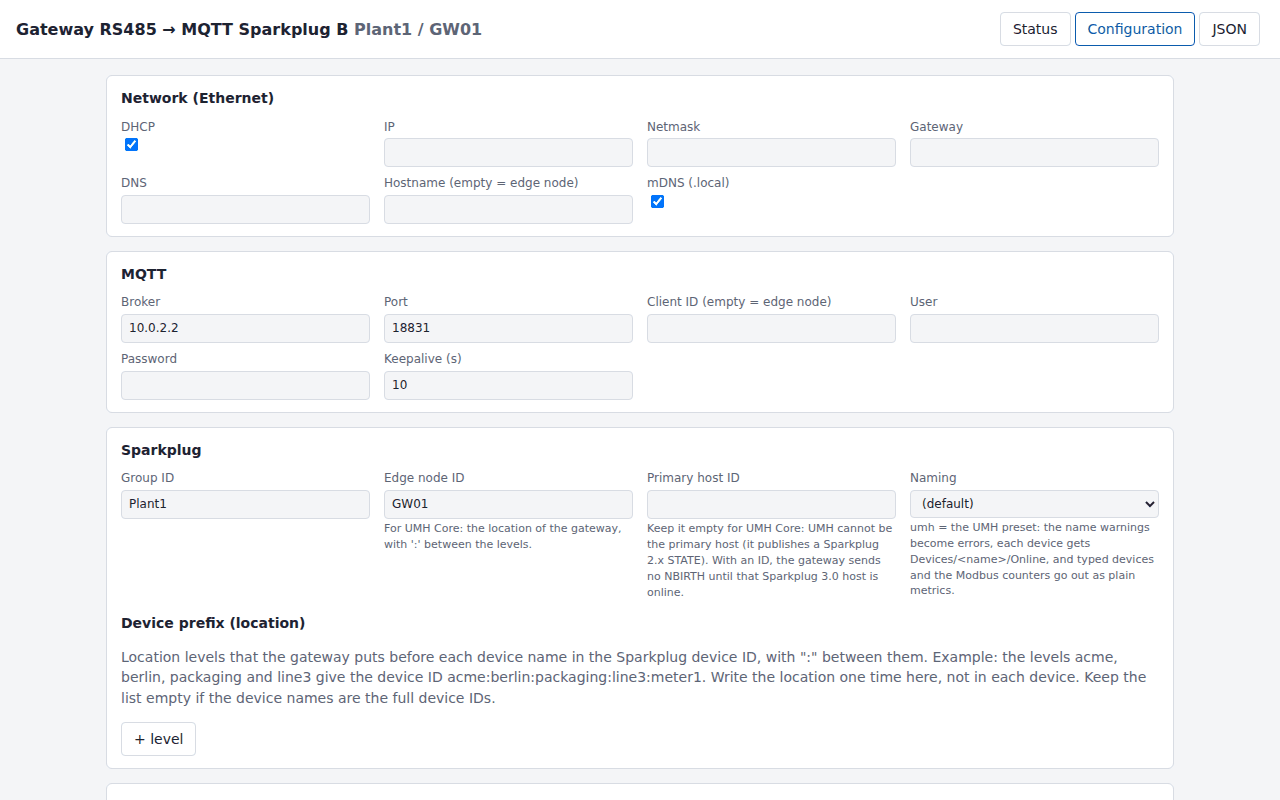 Gateway RS485 → MQTT Sparkplug B Plant1 / GW01
Status
Configuration
JSON
Network (Ethernet)
DHCP
IP
Netmask
Gateway
DNS
Hostname (empty = edge node)
mDNS (.local)
MQTT
Broker
Port
Client ID (empty = edge node)
User
10.0.2.2
18831
Password
Keepalive (s)
10
Sparkplug
Group ID
Edge node ID
Primary host ID
Naming
Plant1
GW01
(default)
For UMH Core: the location of the gateway,
with ':' between the levels.
Keep it empty for UMH Core: UMH cannot be
the primary host (it publishes a Sparkplug
2.x STATE). With an ID, the gateway sends
no NBIRTH until that Sparkplug 3.0 host is
online.
umh = the UMH preset: the name warnings
become errors, each device gets
Devices/<name>/Online, and typed devices
and the Modbus counters go out as plain
metrics.
Device prefix (location)
Location levels that the gateway puts before each device name in the Sparkplug device ID, with ":" between them. Example: the levels acme,
berlin, packaging and line3 give the device ID acme:berlin:packaging:line3:meter1. Write the location one time here, not in each device. Keep the
list empty if the device names are the full device IDs.
+ level